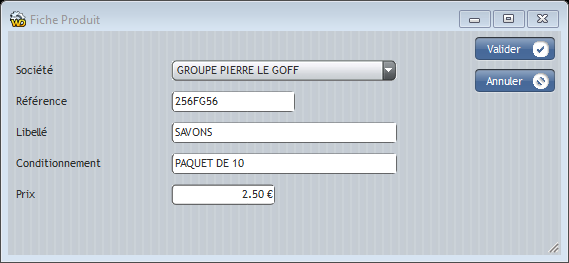 Fiche Produit
Valider
Société GROUPE PIERRE LE GOFF
Annuler
Référence 256FG56
Libellé SAVONS
Conditionnement PAQUET DE 10
Prix 2.50 €